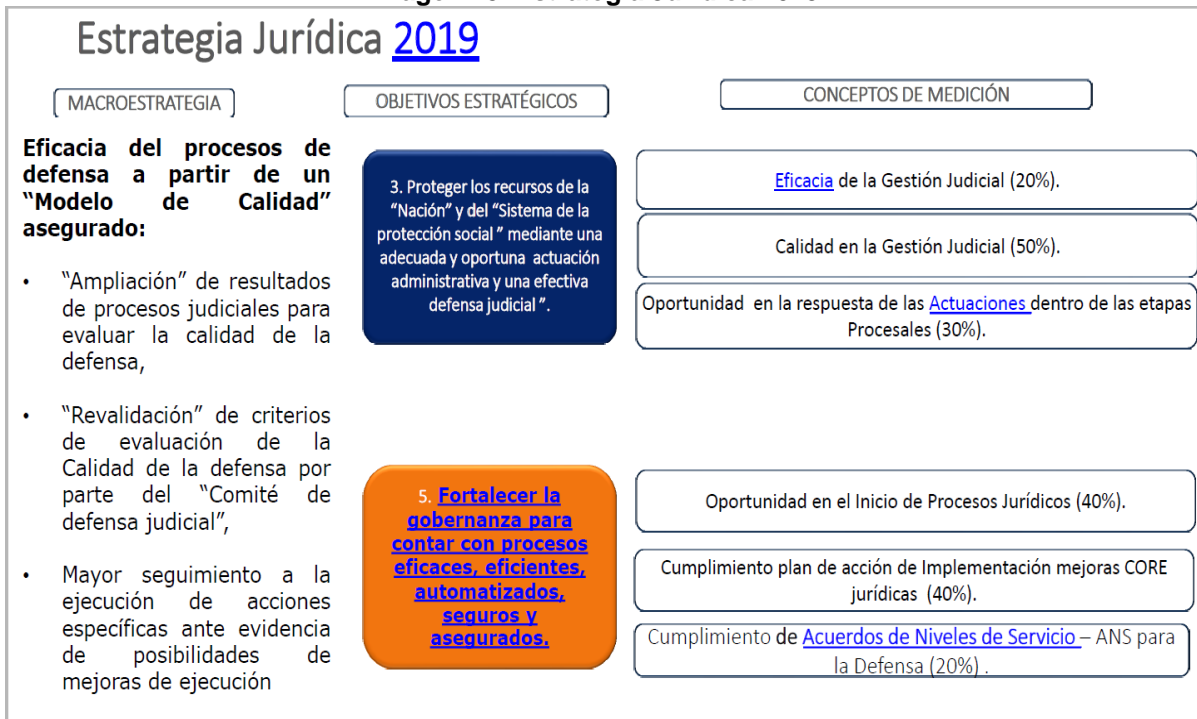 Estrategia Jurídica 2019
MACROESTRATEGIA
OBJETIVOS ESTRATÉGICOS
CONCEPTOS DE MEDICIÓN
Eficacia del procesos de
defensa a partir de un
“Modelo de Calidad”
asegurado:
• “Ampliación” de resultados
de procesos judiciales para
evaluar la calidad de la
defensa,
• “Revalidación” de criterios
de evaluación de la
Calidad de la defensa por
parte del “Comité de
defensa judicial”,
• Mayor seguimiento a la
ejecución de acciones
específicas ante evidencia
de posibilidades de
mejoras de ejecución
3. Proteger los recursos de la
“Nación” y del “Sistema de la
protección social ” mediante una
adecuada y oportuna actuación
administrativa y una efectiva
defensa judicial ”.
Eficacia de la Gestión Judicial (20%).
Calidad en la Gestión Judicial (50%).
Oportunidad en la respuesta de las Actuaciones dentro de las etapas
Procesales (30%).
5. Fortalecer la
gobernanza para
contar con procesos
eficaces, eficientes,
automatizados,
seguros y
asegurados.
Oportunidad en el Inicio de Procesos Jurídicos (40%).
Cumplimiento plan de acción de Implementación mejoras CORE
jurídicas (40%).
Cumplimiento de Acuerdos de Niveles de Servicio – ANS para
la Defensa (20%) .